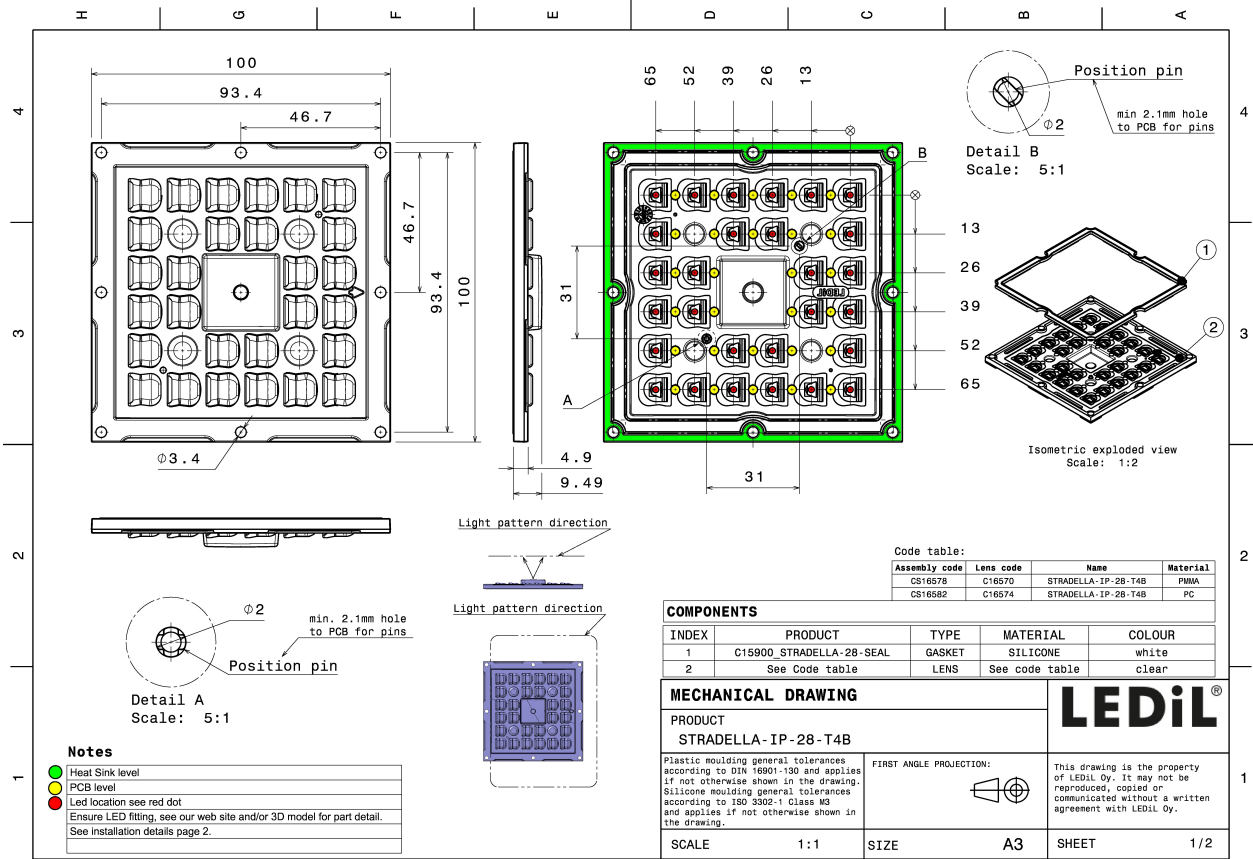 H G F E D C B A
4
3
2
1
4
3
2
1
100
93.4
46.7
46.7
93.4
100
Φ3.4
31
4.9
9.49
65 52 39 26 13
B
13
26
39
52
65
A
31
LEDiL
Position pin
min 2.1mm hole
to PCB for pins
Φ2
Detail B
Scale: 5:1
1
2
Isometric exploded view
Scale: 1:2
Φ2
min. 2.1mm hole
to PCB for pins
Position pin
Detail A
Scale: 5:1
Light pattern direction
Light pattern direction
Notes
Heat Sink level
PCB level
Led location see red dot
Ensure LED fitting, see our web site and/or 3D model for part detail.
See installation details page 2.
Code table:
Assembly code Lens code Name Material
CS16578 C16570 STRADELLA-IP-28-T4B PMMA
CS16582 C16574 STRADELLA-IP-28-T4B PC
COMPONENTS
INDEX PRODUCT TYPE MATERIAL COLOUR
1 C15900_STRADELLA-28-SEAL GASKET SILICONE white
2 See Code table LENS See code table clear
MECHANICAL DRAWING
PRODUCT
STRADELLA-IP-28-T4B
LEDiL®
Plastic moulding general tolerances
according to DIN 16901-130 and applies
if not otherwise shown in the drawing.
Silicone moulding general tolerances
according to ISO 3302-1 Class M3
and applies if not otherwise shown in
the drawing.
FIRST ANGLE PROJECTION:
This drawing is the property
of LEDiL Oy. It may not be
reproduced, copied or
communicated without a written
agreement with LEDiL Oy.
SCALE 1:1 SIZE A3 SHEET 1/2